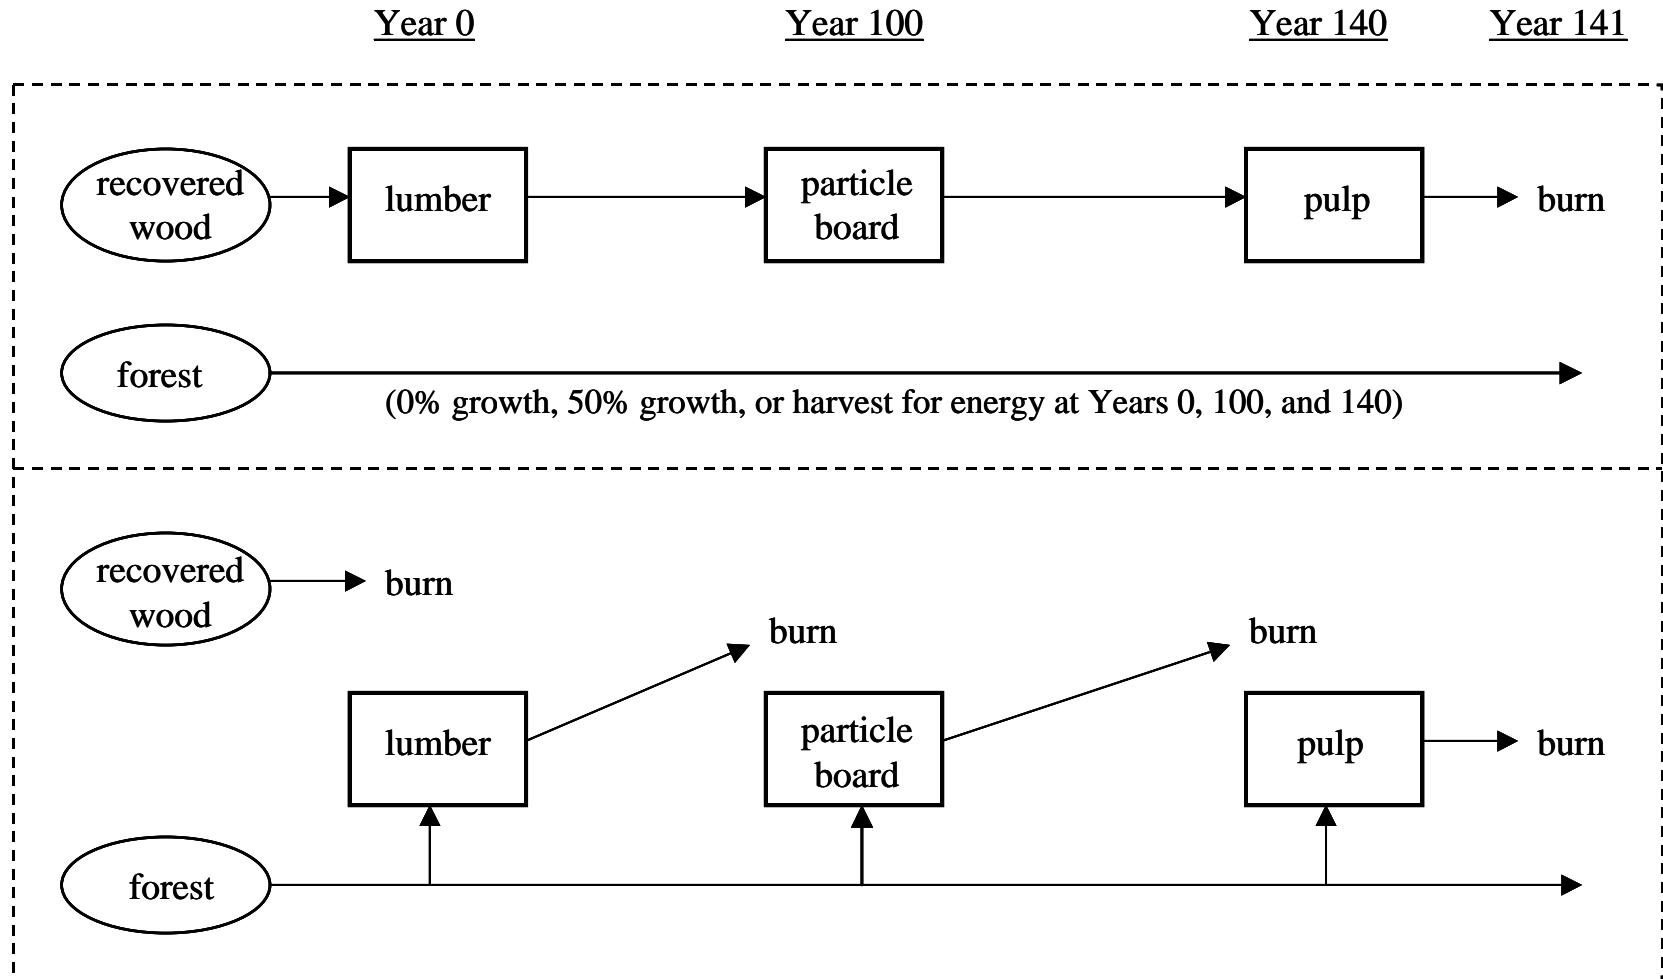 Year 0
Year 100
Year 140
Year 141
recovered
wood
lumber
particle
board
pulp
burn
forest
(0% growth, 50% growth, or harvest for energy at Years 0, 100, and 140)
recovered
wood
burn
burn
burn
lumber
particle
board
pulp
burn
forest